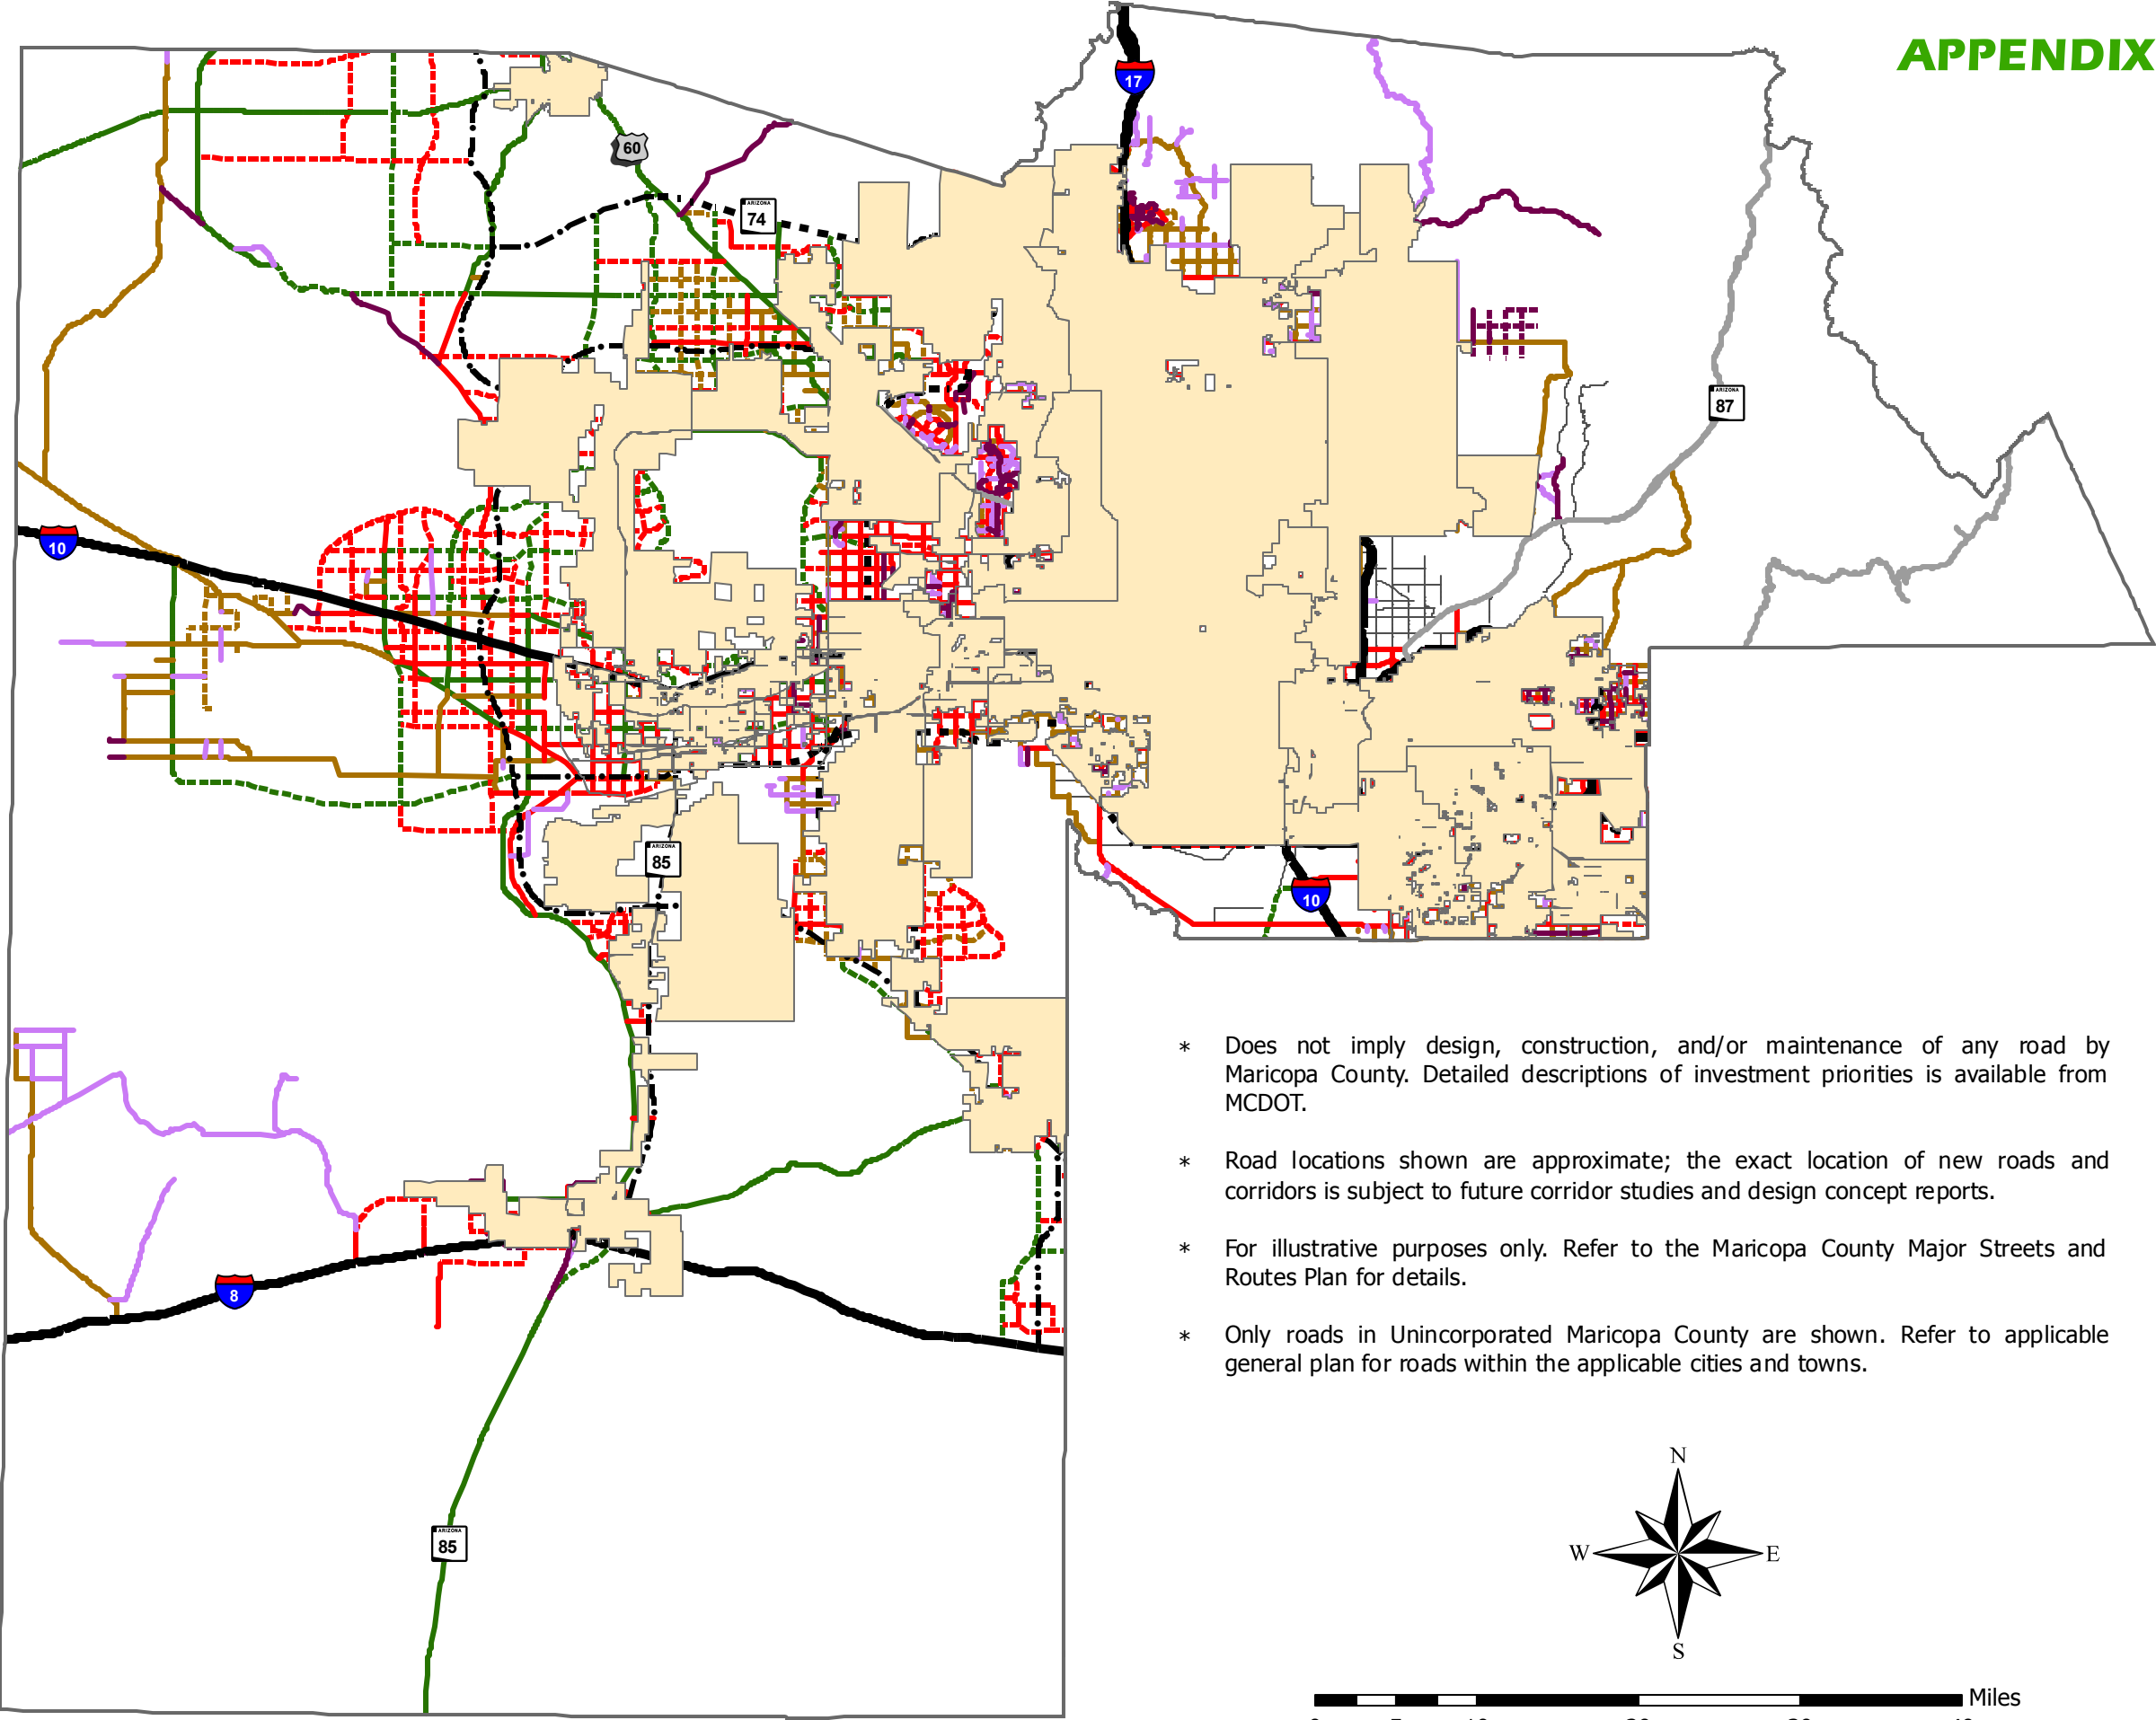 APPENDIX
17
60
ARIZONA
74
ARIZONA
87
10
ARIZONA
85
10
* Does not imply design, construction, and/or maintenance of any road by
Maricopa County. Detailed descriptions of investment priorities is available from
MCDOT.
* Road locations shown are approximate; the exact location of new roads and
corridors is subject to future corridor studies and design concept reports.
* For illustrative purposes only. Refer to the Maricopa County Major Streets and
Routes Plan for details.
8
* Only roads in Unincorporated Maricopa County are shown. Refer to applicable
general plan for roads within the applicable cities and towns.
N
W
E
S
ARIZONA
85
Miles